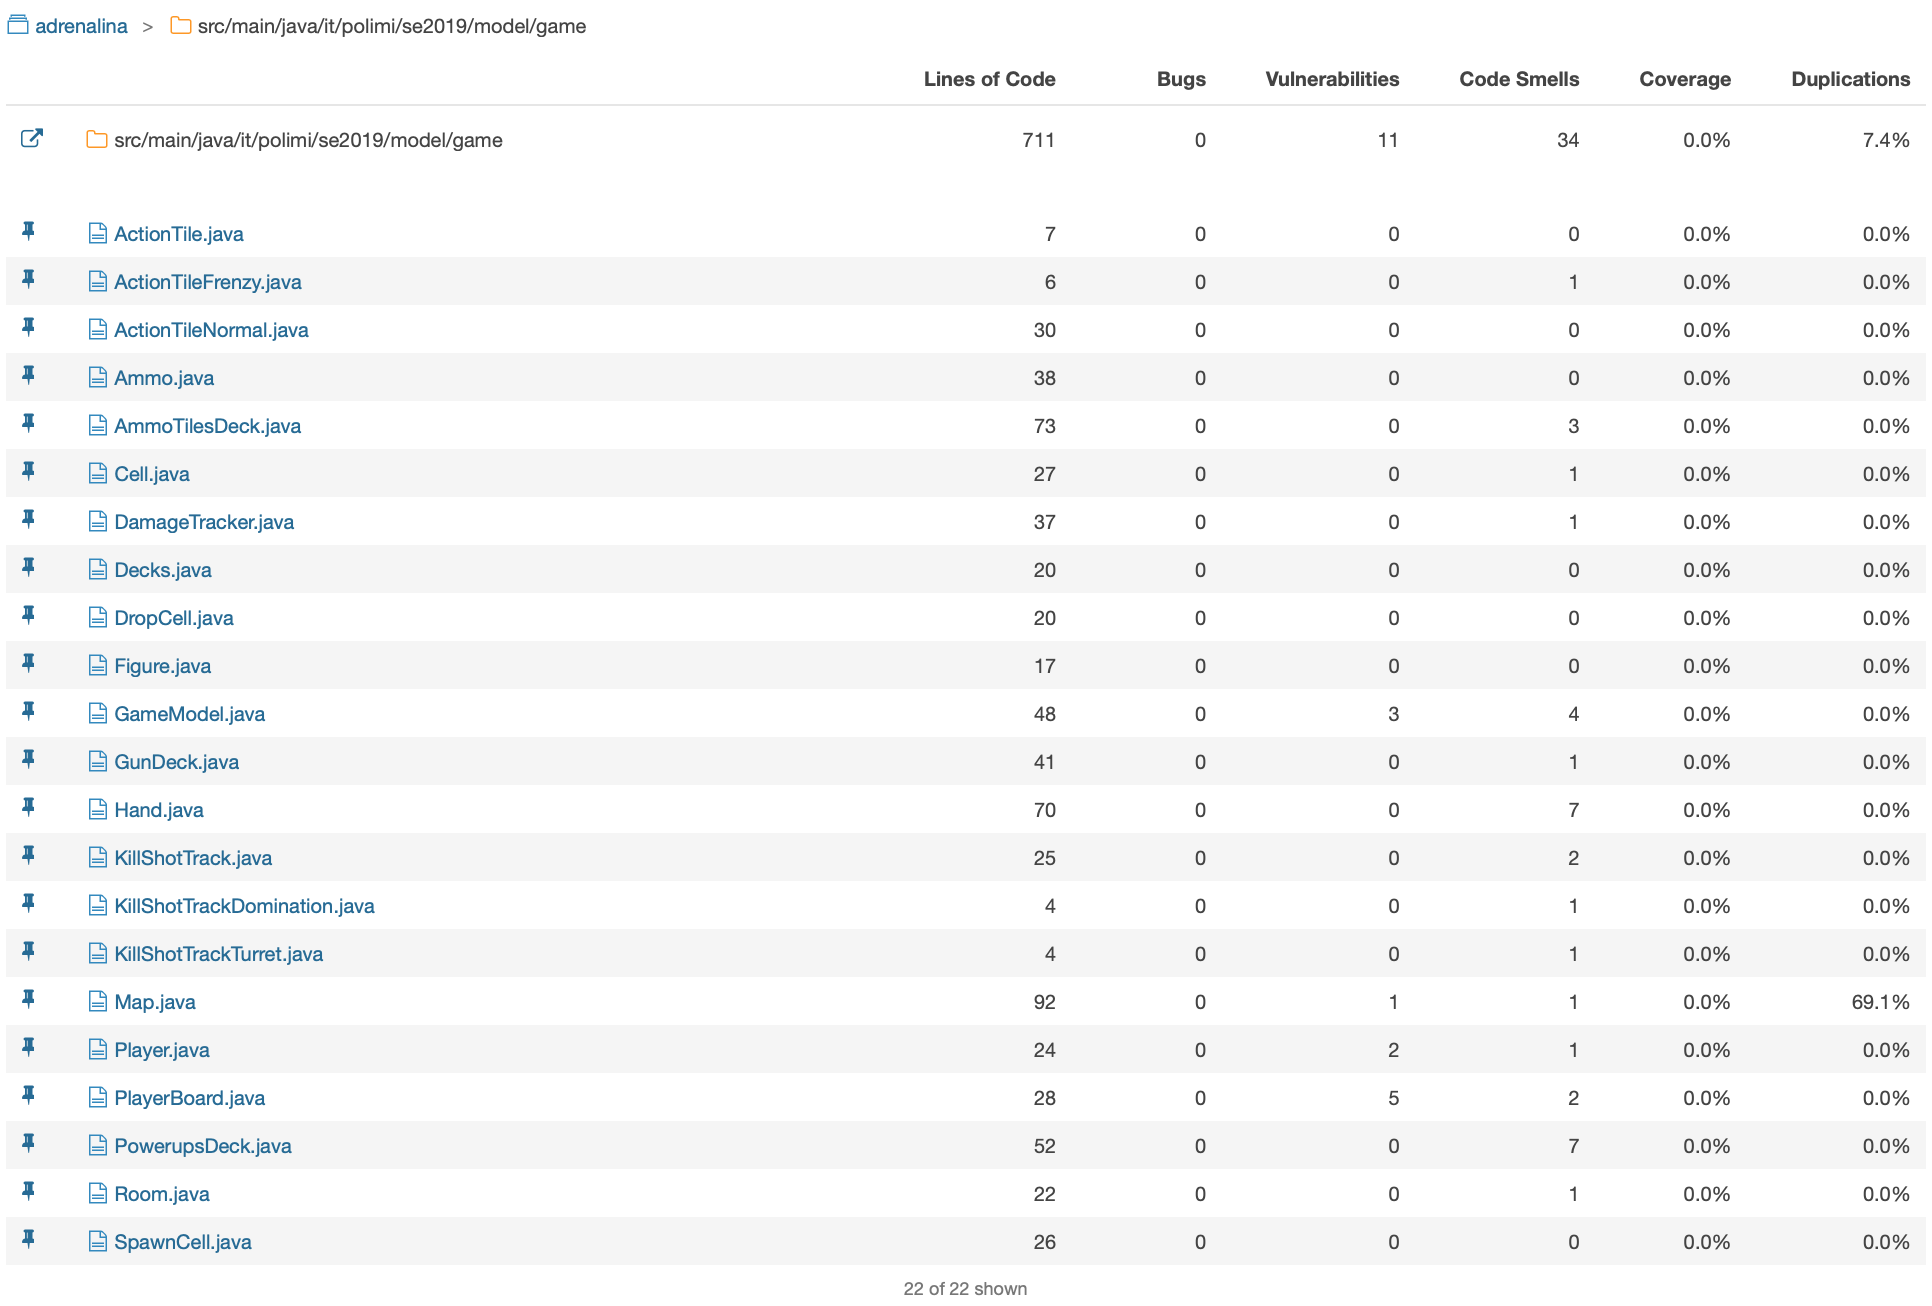 adrenalina > src/main/java/it/polimi/se2019/model/game
Lines of Code Bugs Vulnerabilities Code Smells Coverage Duplications
src/main/java/it/polimi/se2019/model/game 711 0 11 34 0.0% 7.4%
ActionTile.java 7 0 0 0 0.0% 0.0%
ActionTileFrenzy.java 6 0 0 1 0.0% 0.0%
ActionTileNormal.java 30 0 0 0 0.0% 0.0%
Ammo.java 38 0 0 0 0.0% 0.0%
AmmoTilesDeck.java 73 0 0 3 0.0% 0.0%
Cell.java 27 0 0 1 0.0% 0.0%
DamageTracker.java 37 0 0 1 0.0% 0.0%
Decks.java 20 0 0 0 0.0% 0.0%
DropCell.java 20 0 0 0 0.0% 0.0%
Figure.java 17 0 0 0 0.0% 0.0%
GameModel.java 48 0 3 4 0.0% 0.0%
GunDeck.java 41 0 0 1 0.0% 0.0%
Hand.java 70 0 0 7 0.0% 0.0%
KillShotTrack.java 25 0 0 2 0.0% 0.0%
KillShotTrackDomination.java 4 0 0 1 0.0% 0.0%
KillShotTrackTurret.java 4 0 0 1 0.0% 0.0%
Map.java 92 0 1 1 0.0% 69.1%
Player.java 24 0 2 1 0.0% 0.0%
PlayerBoard.java 28 0 5 2 0.0% 0.0%
PowerupsDeck.java 52 0 0 7 0.0% 0.0%
Room.java 22 0 0 1 0.0% 0.0%
SpawnCell.java 26 0 0 0 0.0% 0.0%
22 of 22 shown